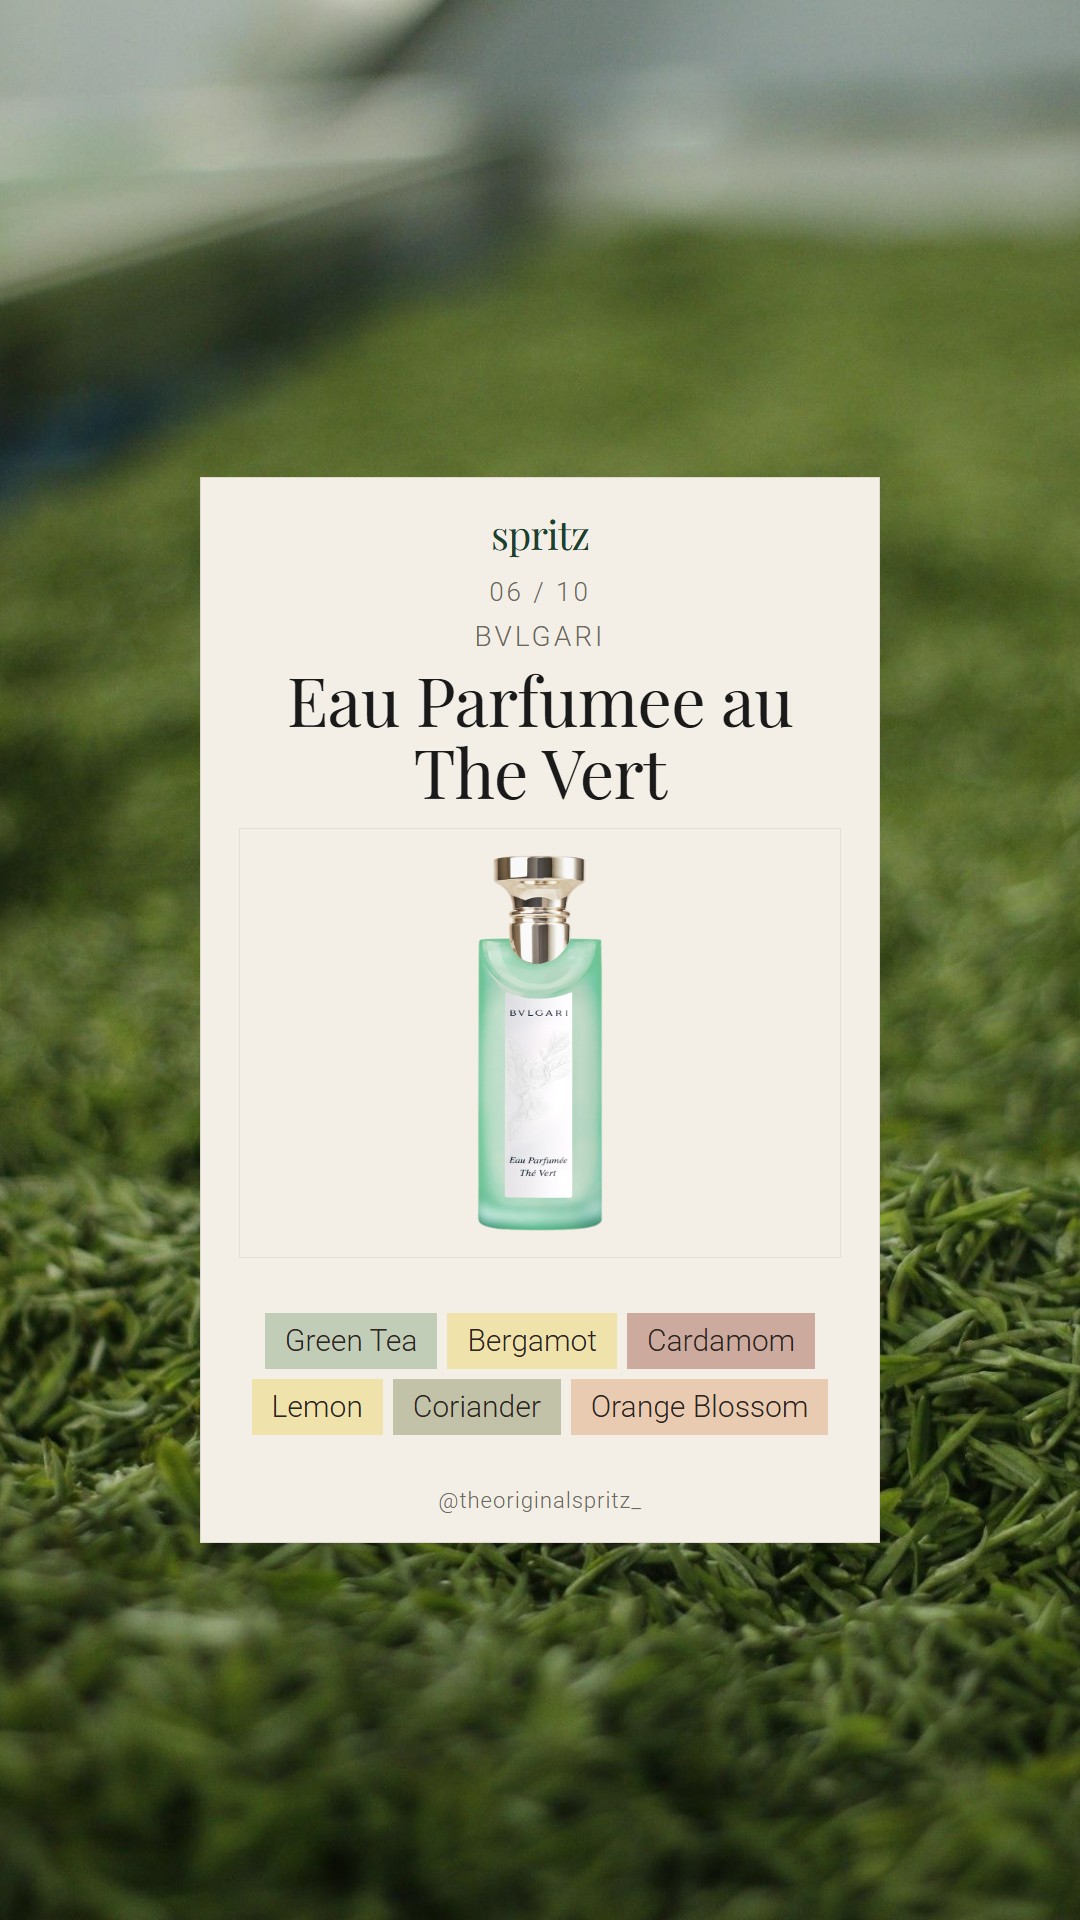 spritz
06 / 10
BVLGARI
Eau Parfumee au
The Vert
BVLGARI
Eau Parfumée
Thé Vert
Green Tea
Bergamot
Cardamom
Lemon
Coriander
Orange Blossom
@theoriginalspritz_